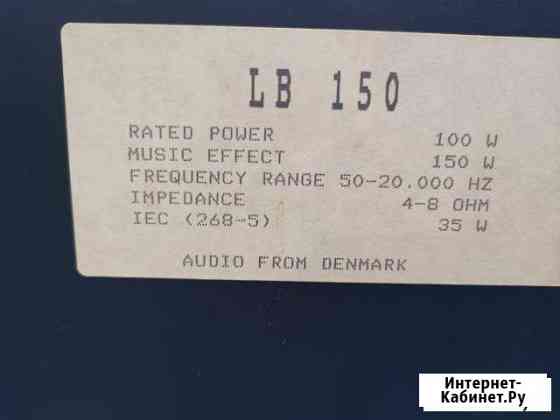 LB 150
RATED POWER 100 W
MUSIC EFFECT 150 W
FREQUENCY RANGE 50-20.000 HZ
IMPEDANCE 4-8 OHM
IEC (268-5) 35 W
AUDIO FROM DENMARK
Интернет-
Кабинет.Ру